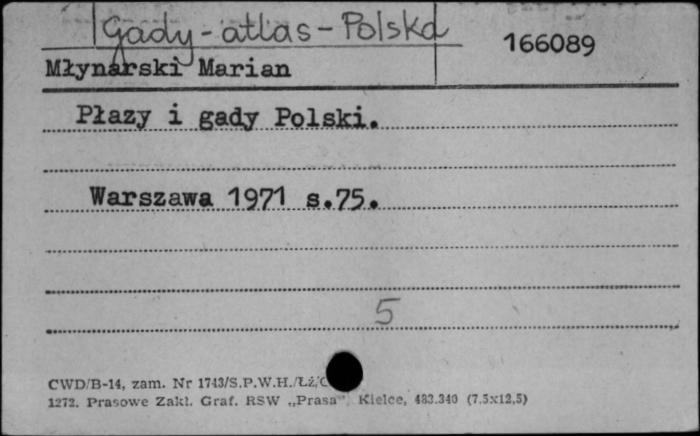 Gady - atlas - Polska
166089
Młynarski Marian
Płazy i gady Polski.
Warszawa 1971 s.75.
5
CWD/B-14, zam. Nr 1743/S.P.W.H./ŁŻ/C
1272. Prasowe Zakł. Graf. RSW „Prasa" Kielce, 483.340 (7,5x12,5)